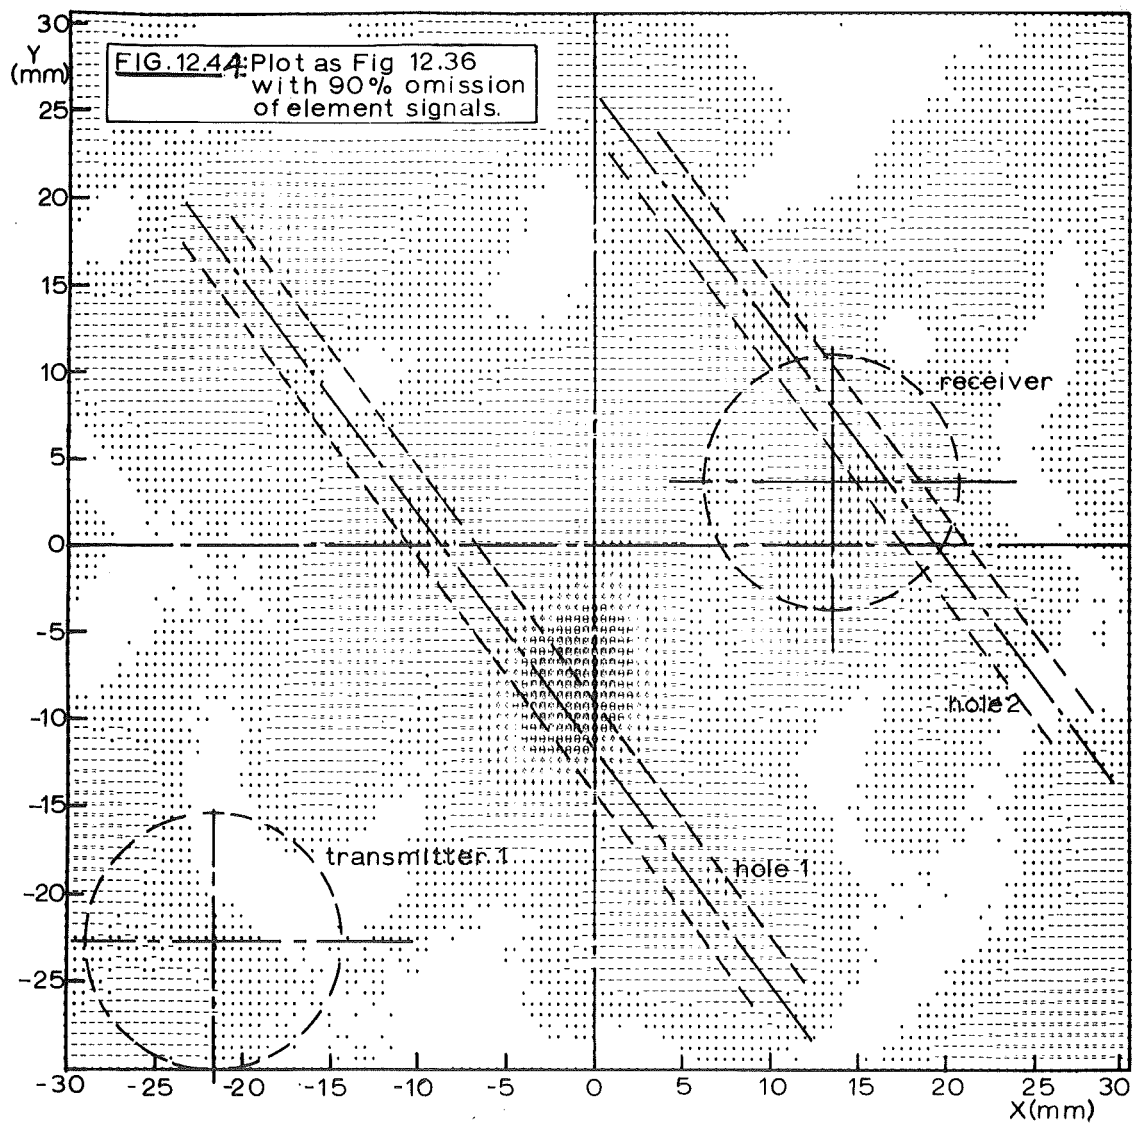 30
Y
(mm)
FIG. 12.44: Plot as Fig 12.36
with 90% omission
of element signals.
25
20
15
10
5
0
-5
-10
-15
-20
-25
-30 -25 -20 -15 -10 -5 0 5 10 15 20 25 30
X(mm)
receiver
hole 2
transmitter 1
hole 1